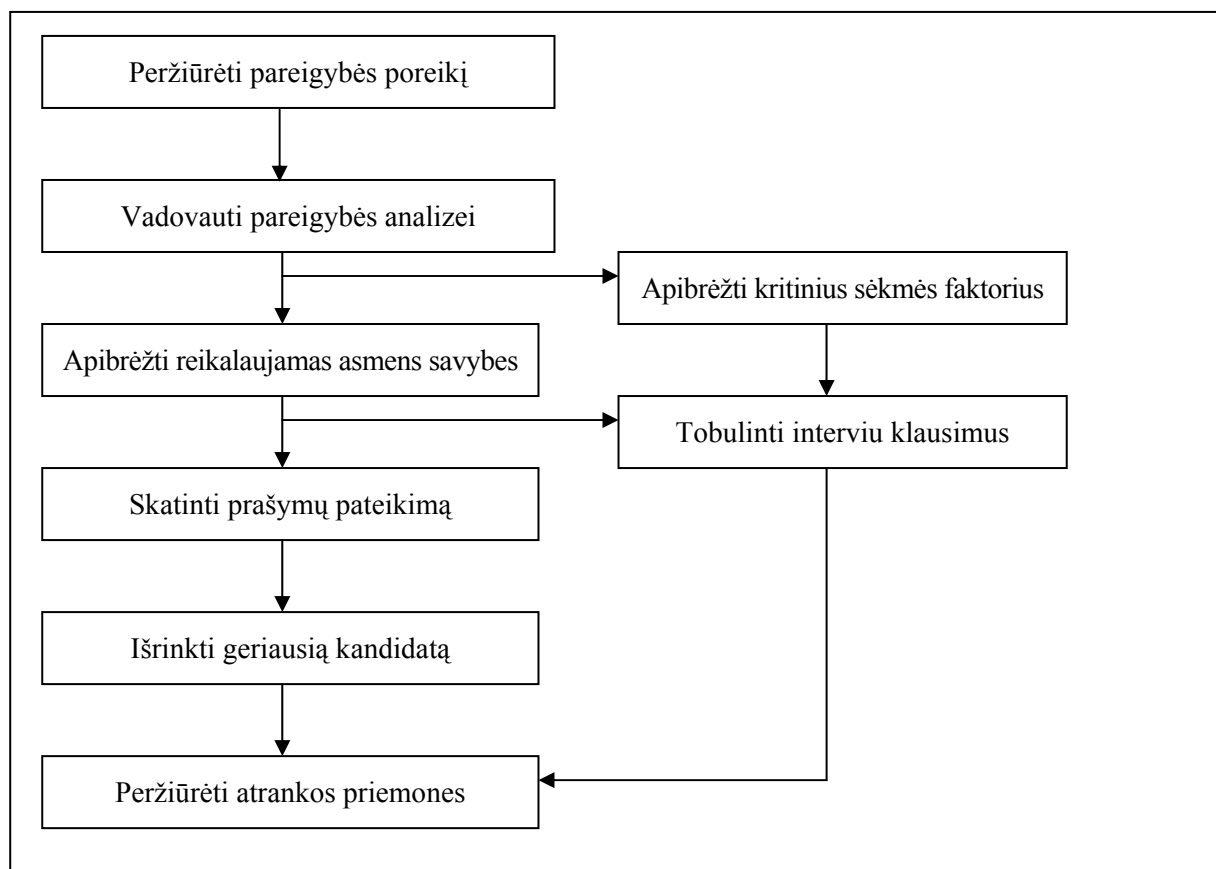 Peržiūrėti pareigybės poreikį
Vadovauti pareigybės analizei
Apibrėžti kritinius sėkmės faktorius
Apibrėžti reikalaujamas asmens savybes
Tobulinti interviu klausimus
Skatinti prašymų pateikimą
Išrinkti geriausią kandidatą
Peržiūrėti atrankos priemones